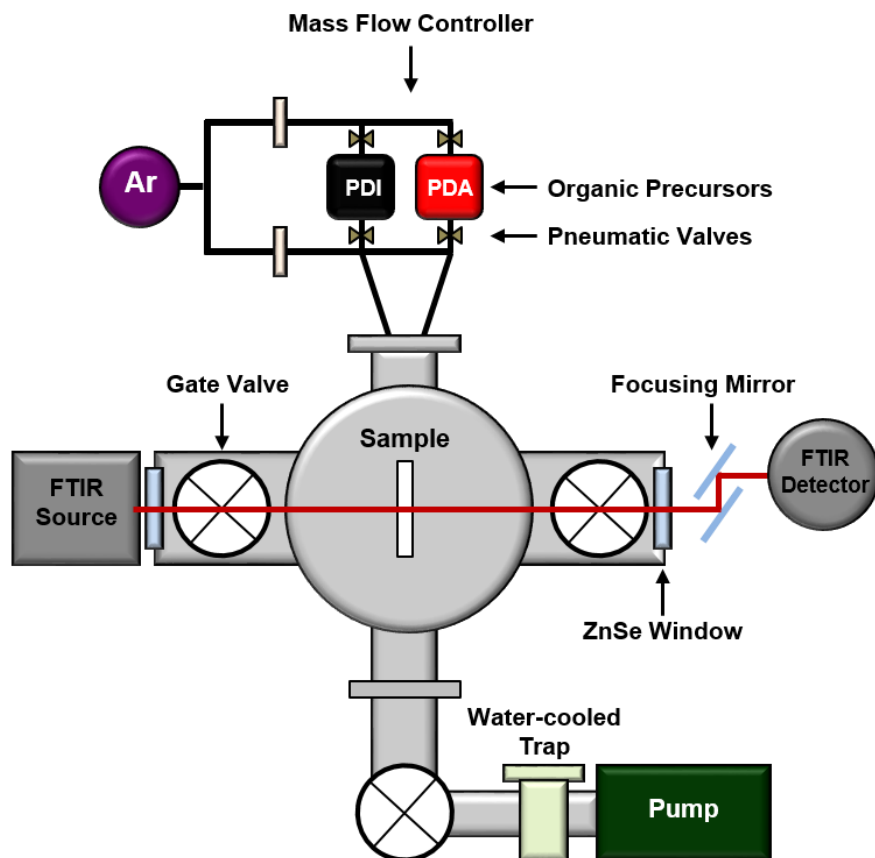 Mass Flow Controller
Ar
PDI
PDA
Organic Precursors
Pneumatic Valves
Gate Valve
Focusing Mirror
Sample
FTIR
Source
FTIR
Detector
ZnSe Window
Water-cooled
Trap
Pump